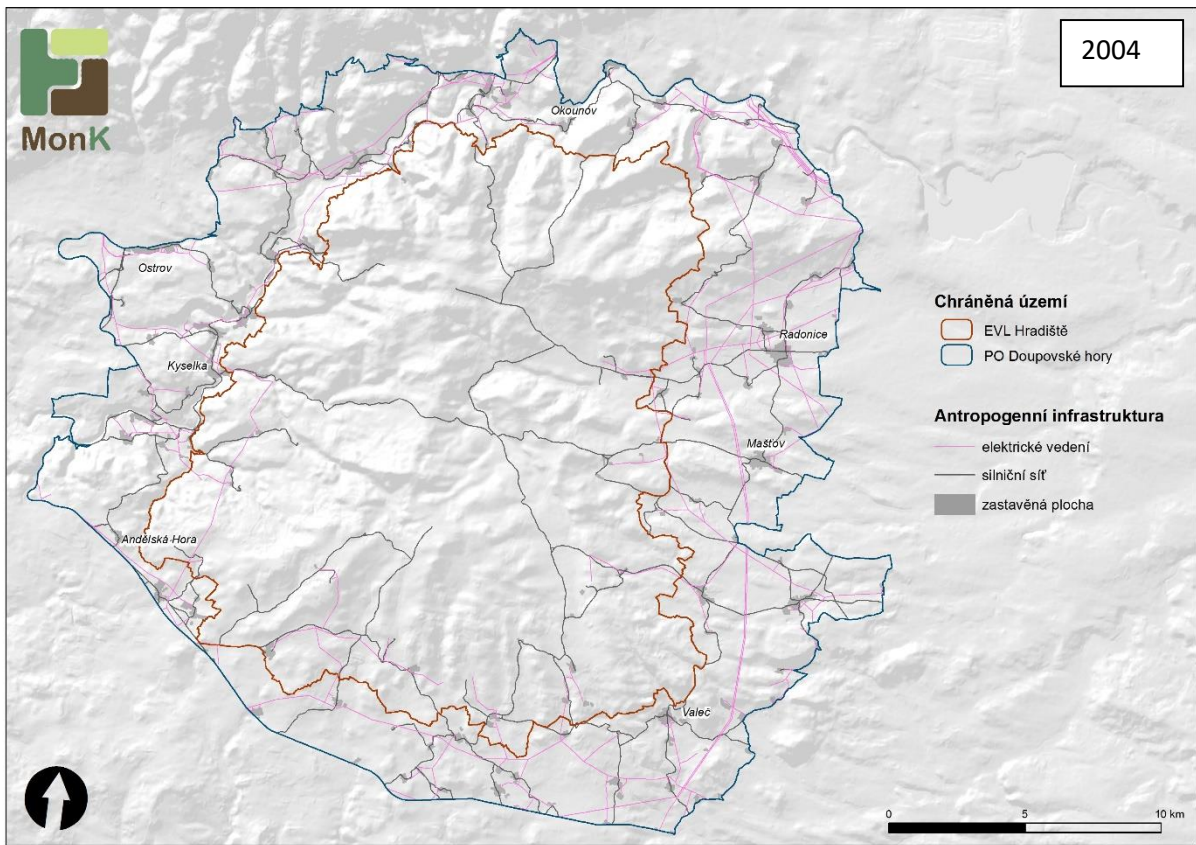 2004
MonK
Okounov
Ostrov
Radonice
Kyselka
Mašťov
Andělská Hora
Valeč
Chráněná území
EVL Hradiště
PO Doupovské hory
Antropogenní infrastruktura
elektrické vedení
silniční síť
zastavěná plocha
0 5 10 km